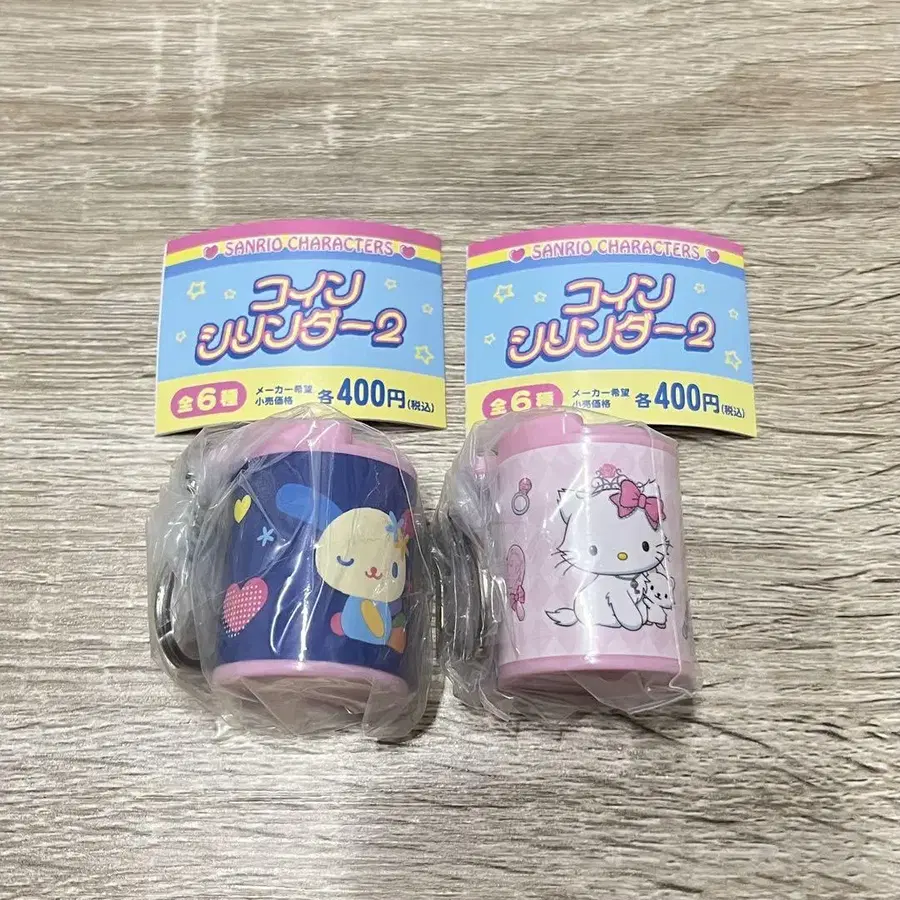 SANRIO CHARACTERS
コイン
シリンダー2
全6種
メーカー希望
小売価格
各400円(税込)
SANRIO CHARACTERS
コイン
シリンダー2
全6種
メーカー希望
小売価格
各400円(税込)